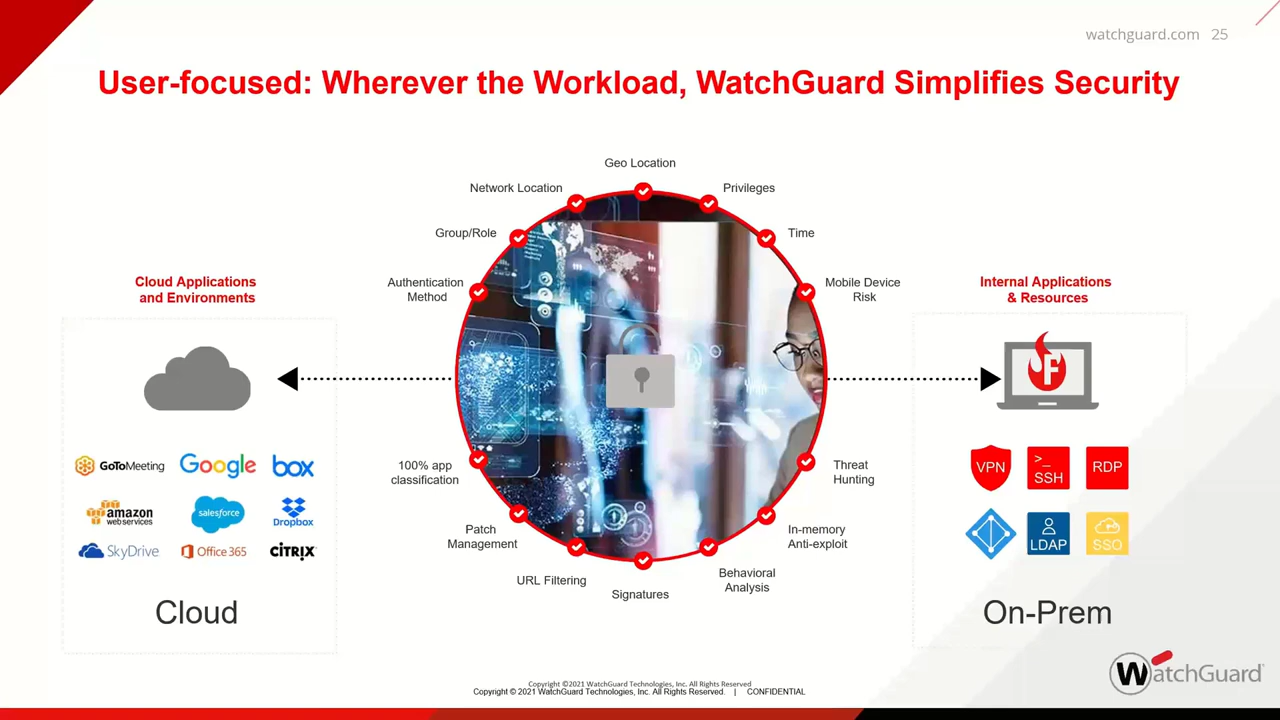 watchguard.com 25
User-focused: Wherever the Workload, WatchGuard Simplifies Security
Geo Location
Network Location
Privileges
Group/Role
Time
Authentication
Method
Mobile Device
Risk
Cloud Applications
and Environments
Internal Applications
& Resources
F
GoToMeeting
Google
box
amazon
webservices
salesforce
Dropbox
SkyDrive
Office 365
CITRIX
Cloud
100% app
classification
Patch
Management
URL Filtering
Signatures
Behavioral
Analysis
In-memory
Anti-exploit
Threat
Hunting
VPN
>_
SSH
RDP
LDAP
SSO
On-Prem
WatchGuard
Copyright ©2021 WatchGuard Technologies, Inc. All Rights Reserved
Copyright © 2021 WatchGuard Technologies, Inc. All Rights Reserved. | CONFIDENTIAL